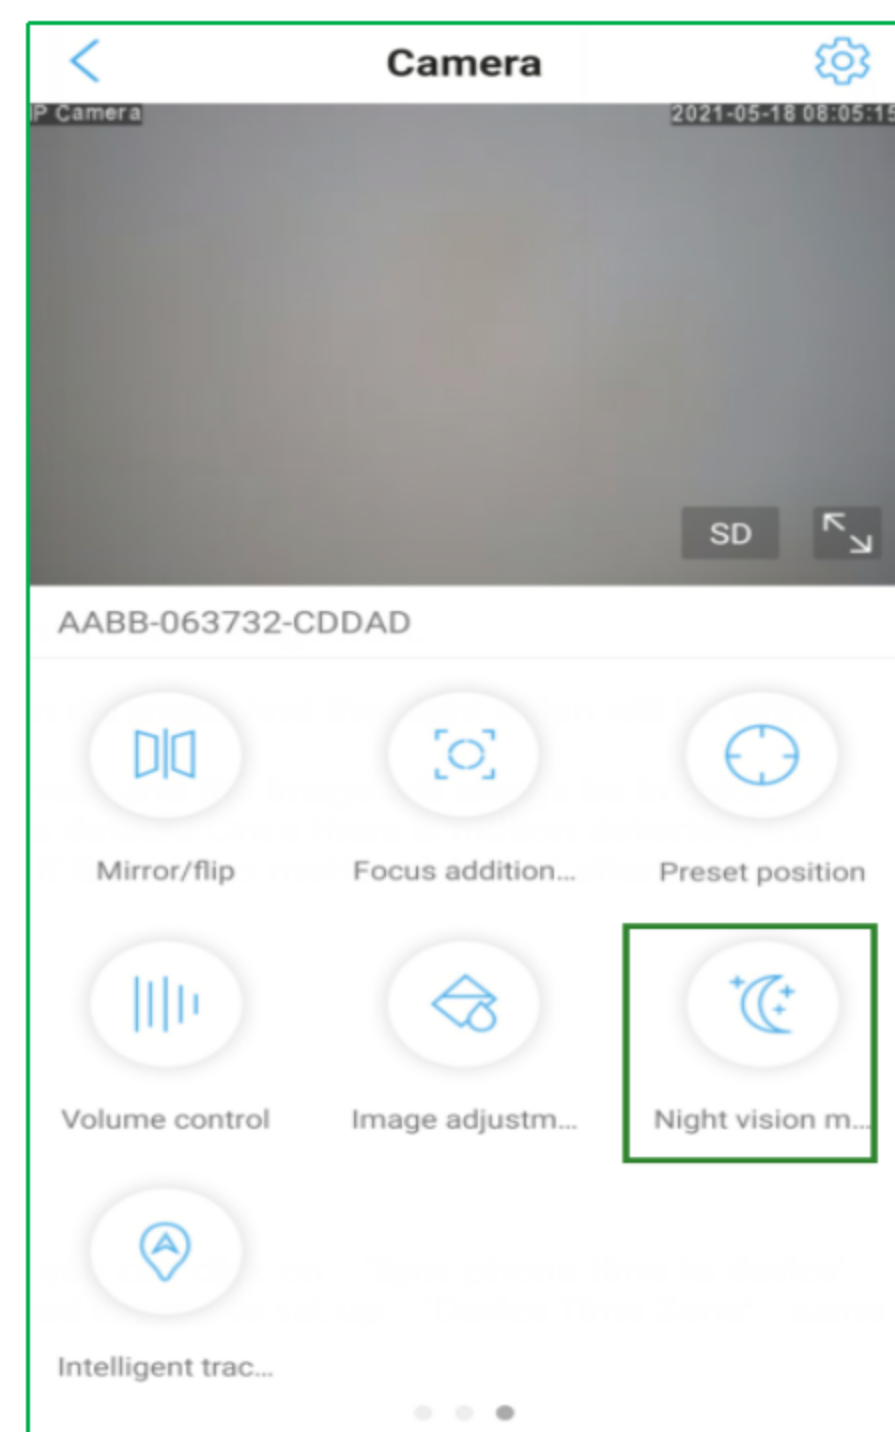 Camera
P Camera 2021-05-18 08:05:15
SD
AABB-063732-CDDAD
Mirror/flip Focus addition... Preset position
Volume control Image adjustm... Night vision m...
Intelligent trac...